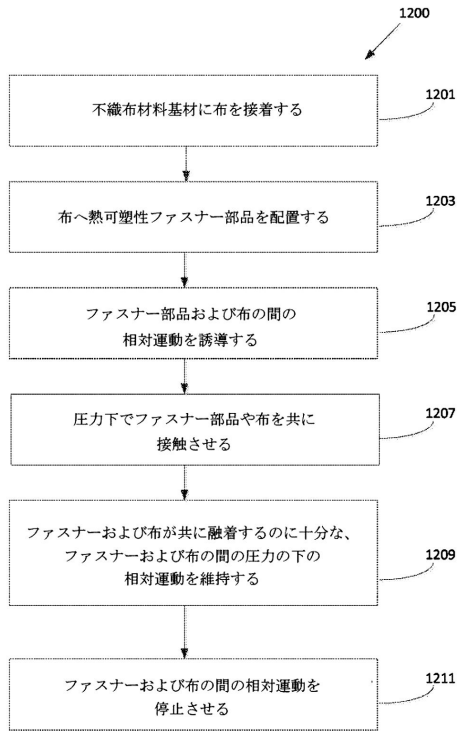 1200
不織布材料基材に布を接着する
1201
布へ熱可塑性ファスナー部品を配置する
1203
ファスナー部品および布の間の
相対運動を誘導する
1205
圧力下でファスナー部品や布を共に
接触させる
1207
ファスナーおよび布が共に融着するのに十分な、
ファスナーおよび布の間の圧力の下の
相対運動を維持する
1209
ファスナーおよび布の間の相対運動を
停止させる
1211